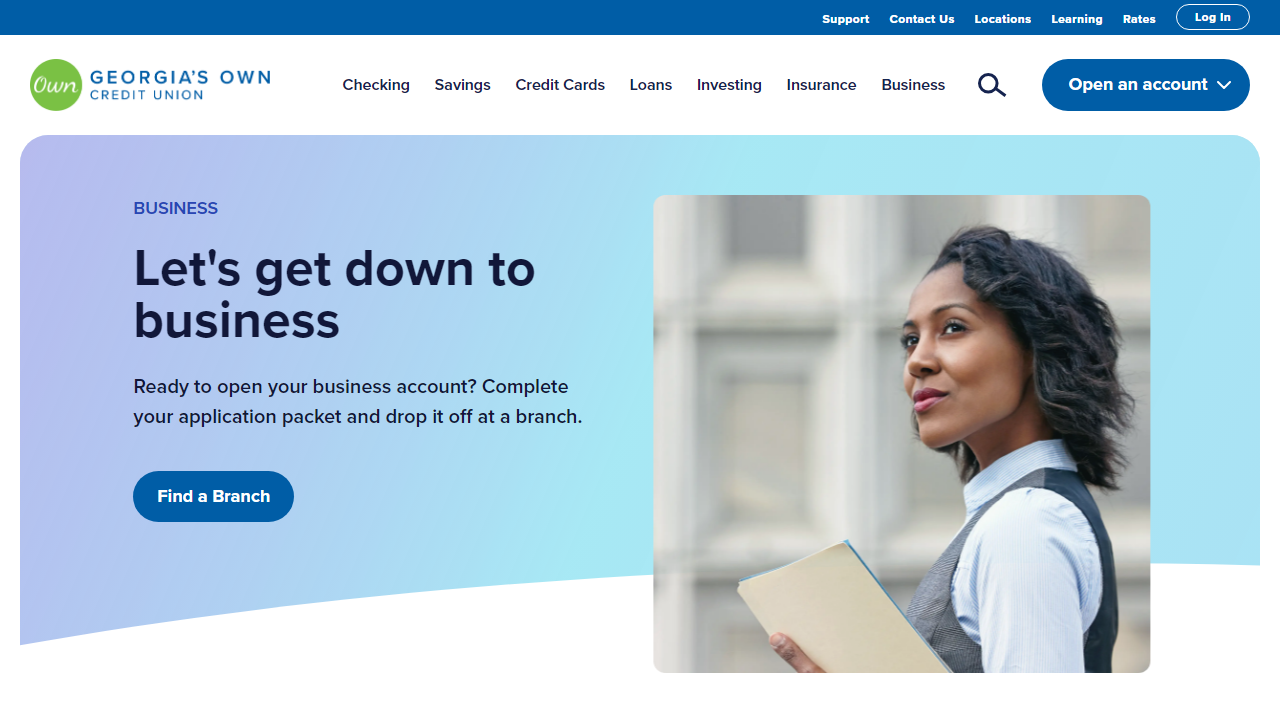 Support Contact Us Locations Learning Rates Log In
Own GEORGIA'S OWN
CREDIT UNION
Checking Savings Credit Cards Loans Investing Insurance Business Open an account
BUSINESS
Let's get down to
business
Ready to open your business account? Complete
your application packet and drop it off at a branch.
Find a Branch